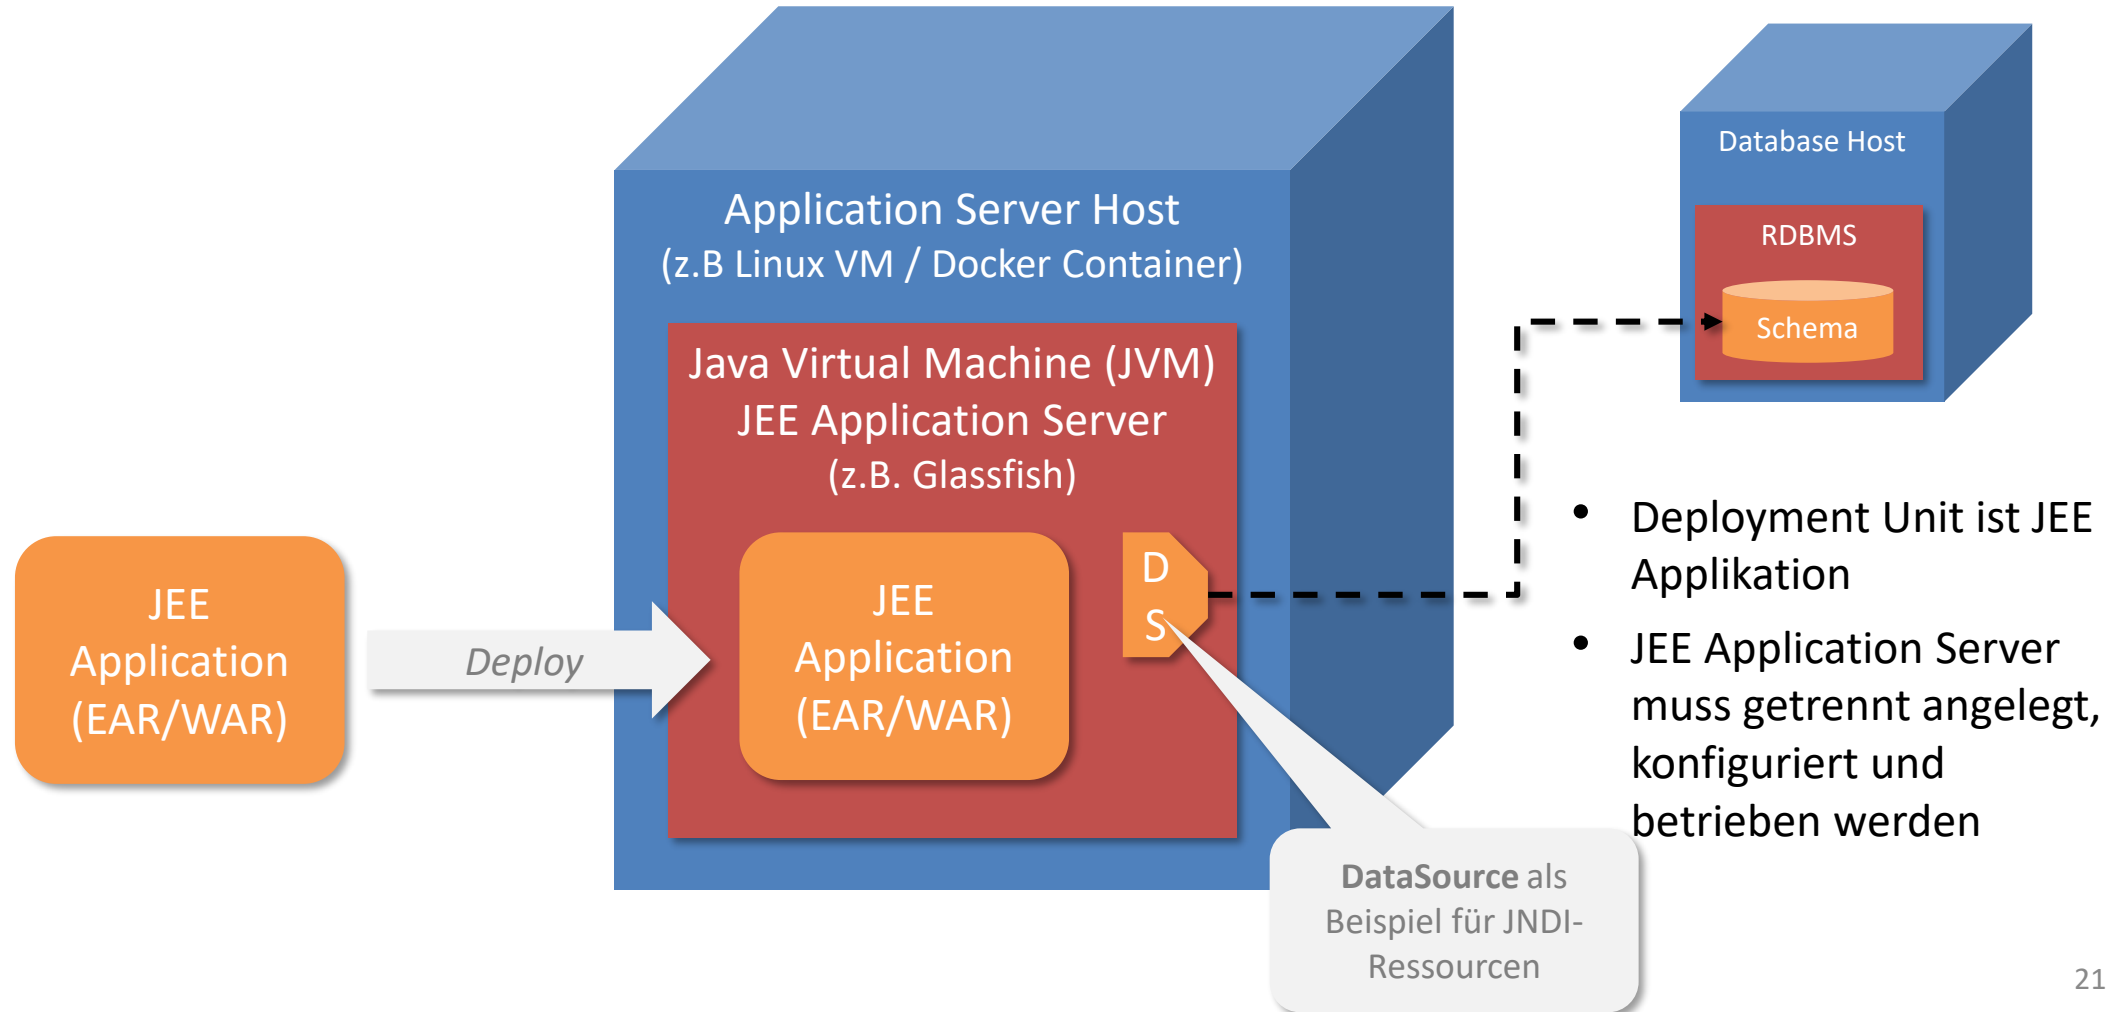 Application Server Host
(z.B Linux VM / Docker Container)
Java Virtual Machine (JVM)
JEE Application Server
(z.B. Glassfish)
JEE
Application
(EAR/WAR)
Deploy
JEE
Application
(EAR/WAR)
D
S
DataSource als
Beispiel für JNDI-
Ressourcen
Database Host
RDBMS
Schema
• Deployment Unit ist JEE
Applikation
• JEE Application Server
muss getrennt angelegt,
konfiguriert und
betrieben werden
21